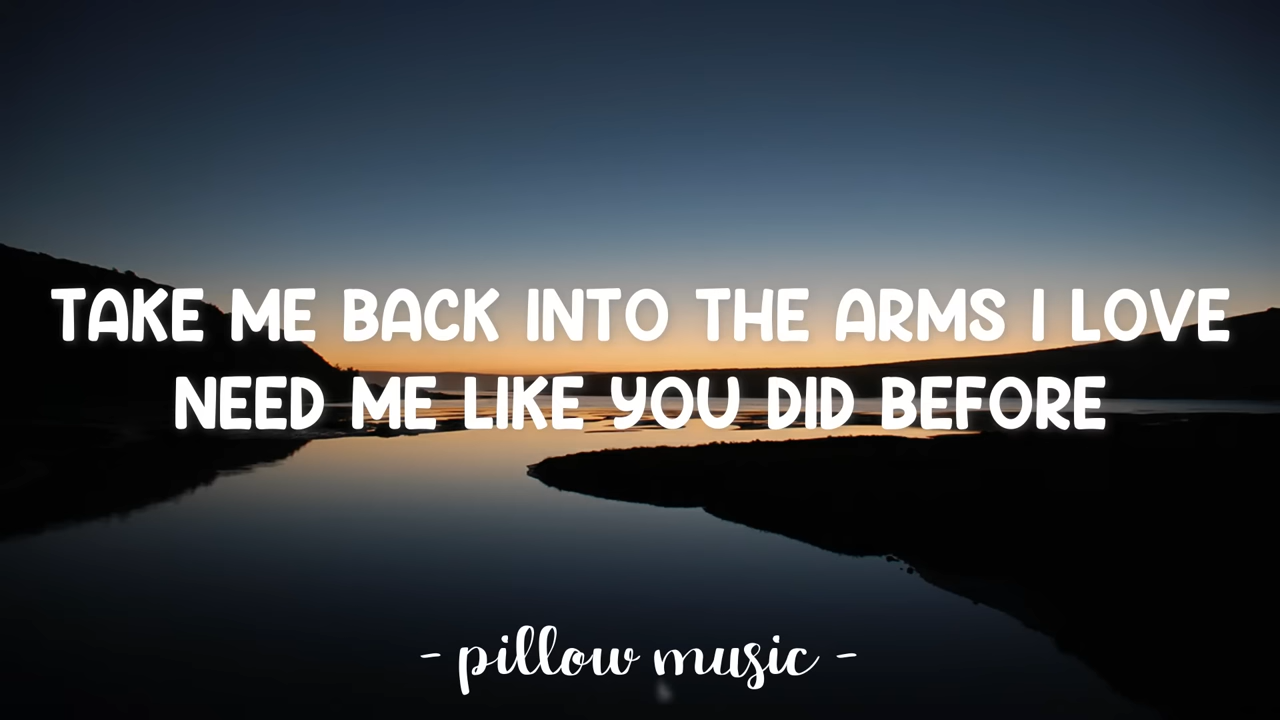 TAKE ME BACK INTO THE ARMS I LOVE
NEED ME LIKE YOU DID BEFORE
- pillow music -